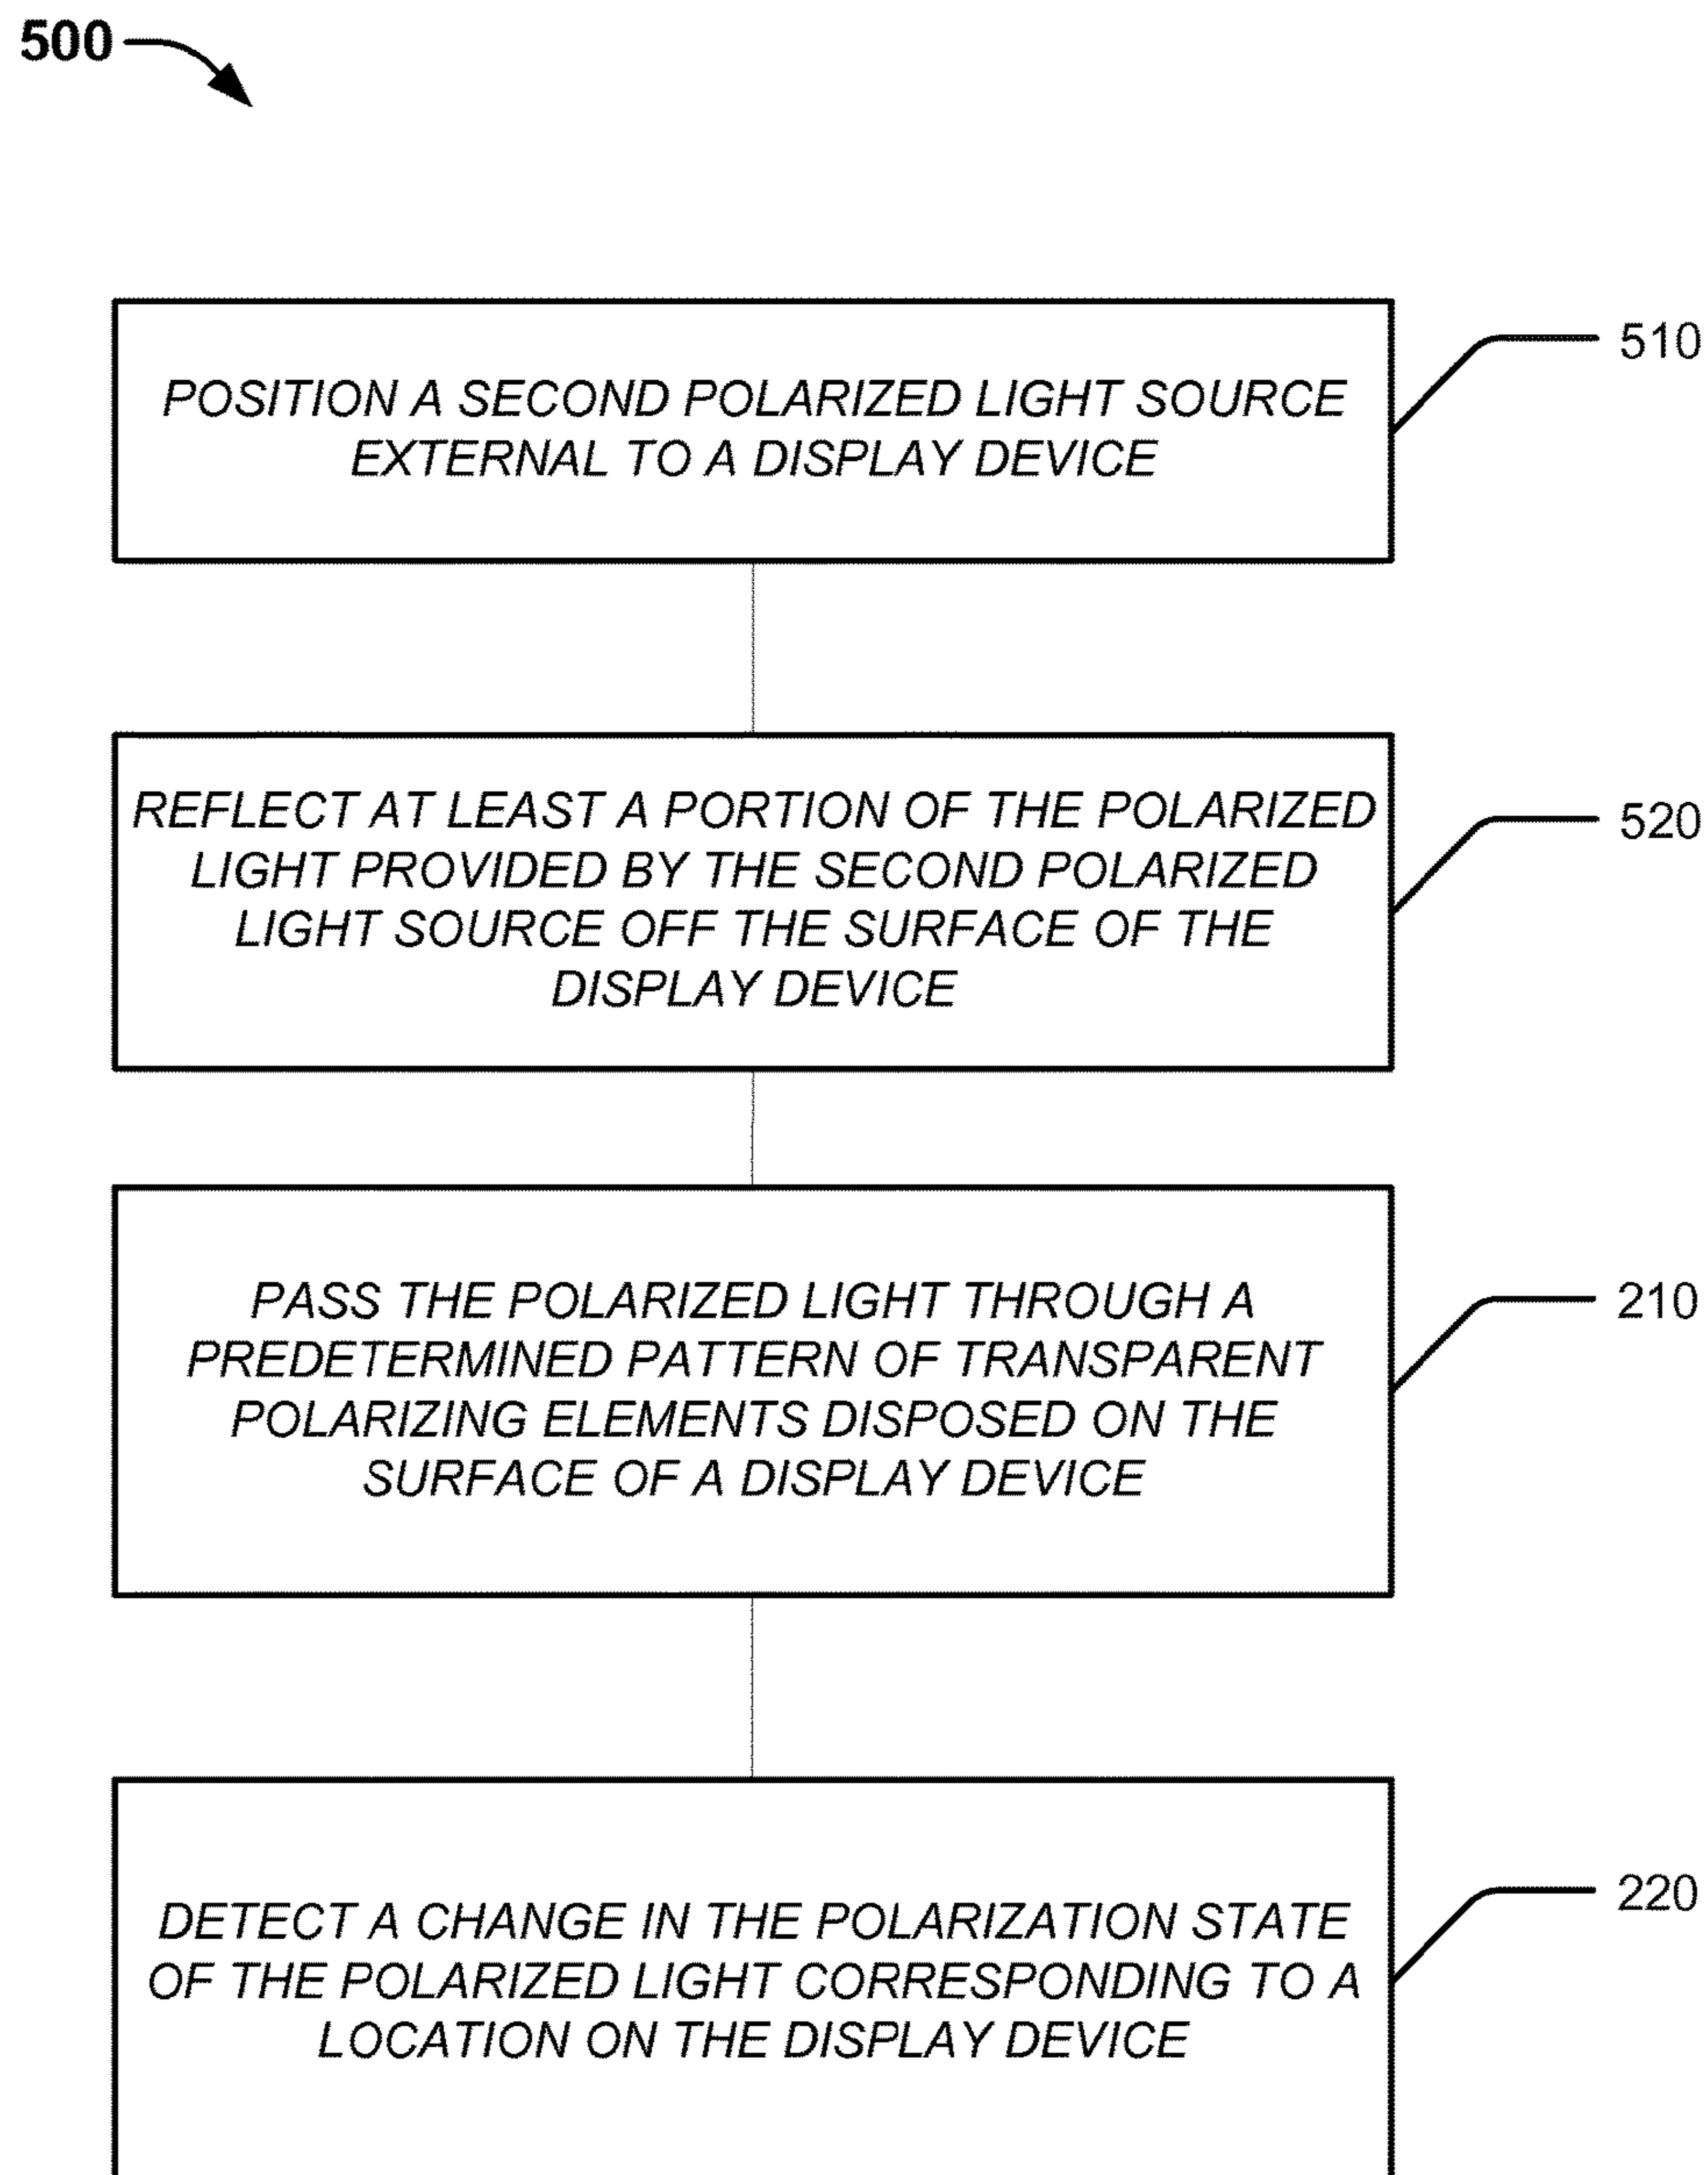 500
POSITION A SECOND POLARIZED LIGHT SOURCE
EXTERNAL TO A DISPLAY DEVICE
510
REFLECT AT LEAST A PORTION OF THE POLARIZED
LIGHT PROVIDED BY THE SECOND POLARIZED
LIGHT SOURCE OFF THE SURFACE OF THE
DISPLAY DEVICE
520
PASS THE POLARIZED LIGHT THROUGH A
PREDETERMINED PATTERN OF TRANSPARENT
POLARIZING ELEMENTS DISPOSED ON THE
SURFACE OF A DISPLAY DEVICE
210
DETECT A CHANGE IN THE POLARIZATION STATE
OF THE POLARIZED LIGHT CORRESPONDING TO A
LOCATION ON THE DISPLAY DEVICE
220